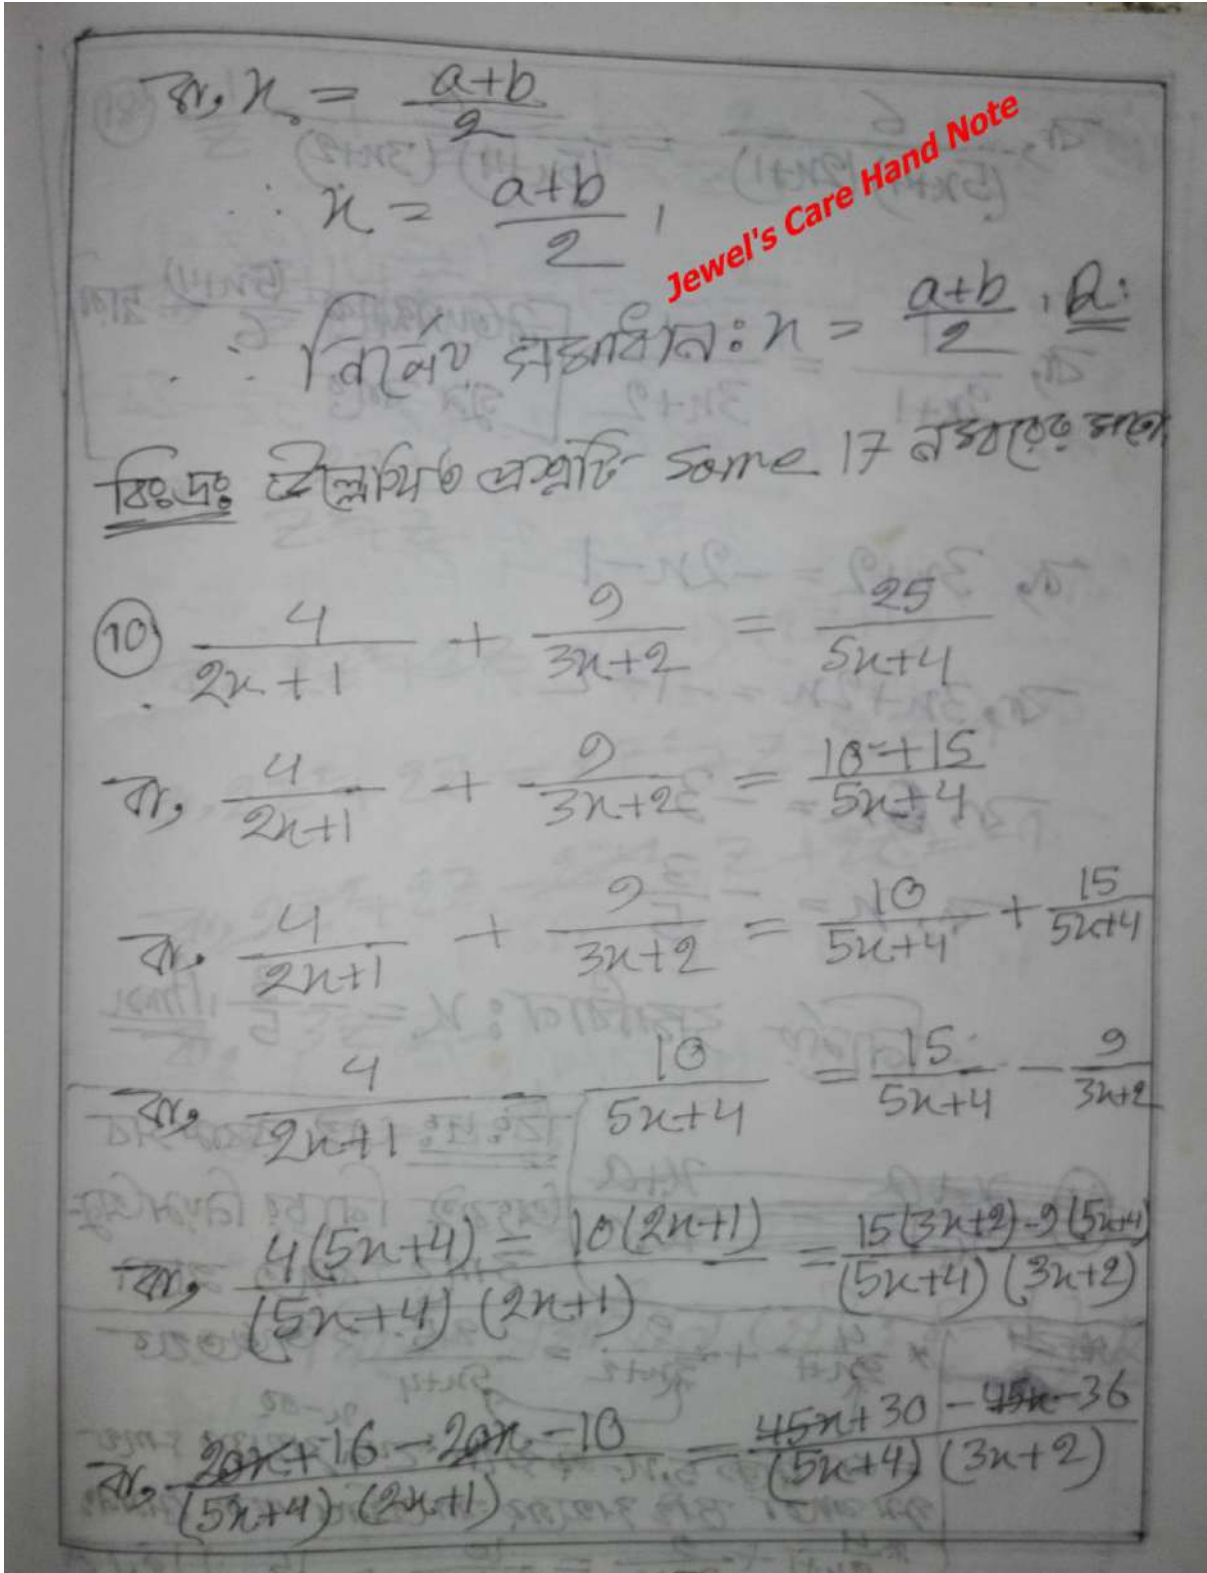 বা, x = a+b/2
∴ x = a+b/2 ।
Jewel's Care Hand Note
∴ নির্ণেয় সমাধান: x = a+b/2 ।
বিঃদ্রঃ উল্লেখিত প্রশ্নটি Same 17 নম্বরের মতো
(10) 4/2x+1 + 9/3x+2 = 25/5x+4
বা, 4/2x+1 + 9/3x+2 = 10+15/5x+4
বা, 4/2x+1 + 9/3x+2 = 10/5x+4 + 15/5x+4
বা, 4/2x+1 - 10/5x+4 = 15/5x+4 - 9/3x+2
বা, 4(5x+4) = 10(2x+1)/(5x+4)(2x+1) = 15(3x+2)-9(5x+4)/(5x+4)(3x+2)
বা, 20x+16-20x-10/(5x+4)(2x+1) = 45x+30-45x-36/(5x+4)(3x+2)